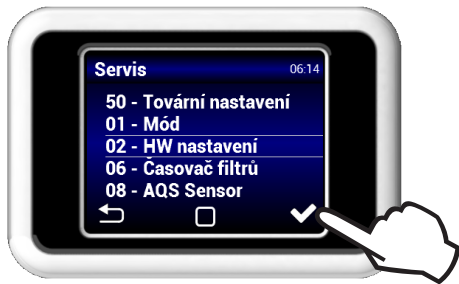 Servis 06:14
50 - Tovární nastavení
01 - Mód
02 - HW nastavení
06 - Časovač filtrů
08 - AQS Sensor